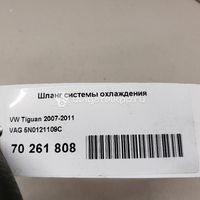 Шланг системы охлаждения
VW Tiguan 2007-2011
VAG 5N0121109C
70 261 808